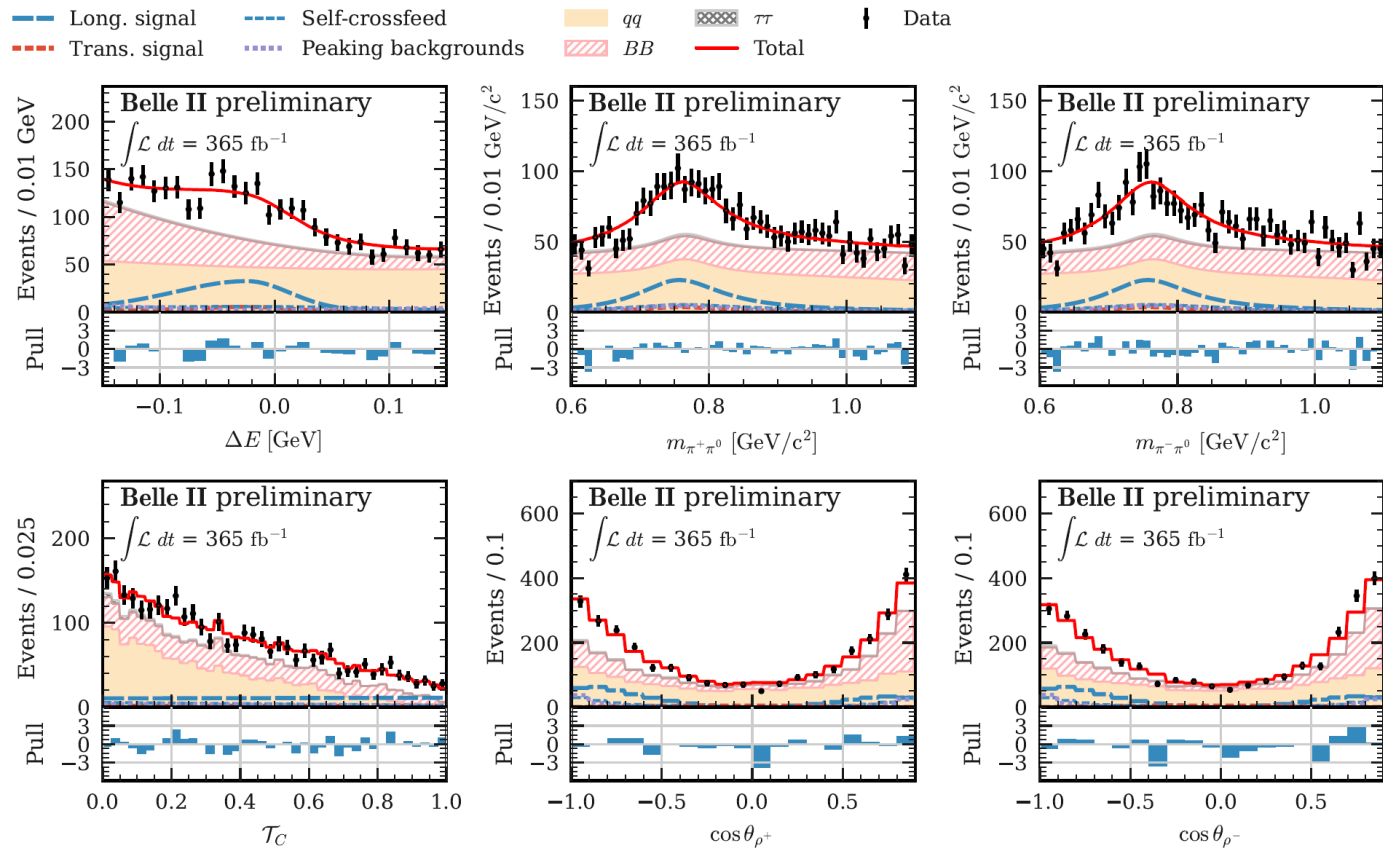 Long. signal Self-crossfeed qq ττ Data
Trans. signal Peaking backgrounds BB Total
Belle II preliminary
∫ℒ dt = 365 fb⁻¹
Events / 0.01 GeV
200
150
100
50
0
Pull
3
0
−3
−0.1 0.0 0.1
ΔE [GeV]
Belle II preliminary
∫ℒ dt = 365 fb⁻¹
Events / 0.01 GeV/c²
150
100
50
0
Pull
3
0
−3
0.6 0.8 1.0
m_{π⁺π⁰} [GeV/c²]
Belle II preliminary
∫ℒ dt = 365 fb⁻¹
Events / 0.01 GeV/c²
150
100
50
0
Pull
3
0
−3
0.6 0.8 1.0
m_{π⁻π⁰} [GeV/c²]
Belle II preliminary
∫ℒ dt = 365 fb⁻¹
Events / 0.025
200
100
0
Pull
3
0
−3
0.0 0.2 0.4 0.6 0.8 1.0
𝒯_C
Belle II preliminary
∫ℒ dt = 365 fb⁻¹
Events / 0.1
600
400
200
0
Pull
3
0
−3
−1.0 −0.5 0.0 0.5
cos θ_{ρ⁺}
Belle II preliminary
∫ℒ dt = 365 fb⁻¹
Events / 0.1
600
400
200
0
Pull
3
0
−3
−1.0 −0.5 0.0 0.5
cos θ_{ρ⁻}